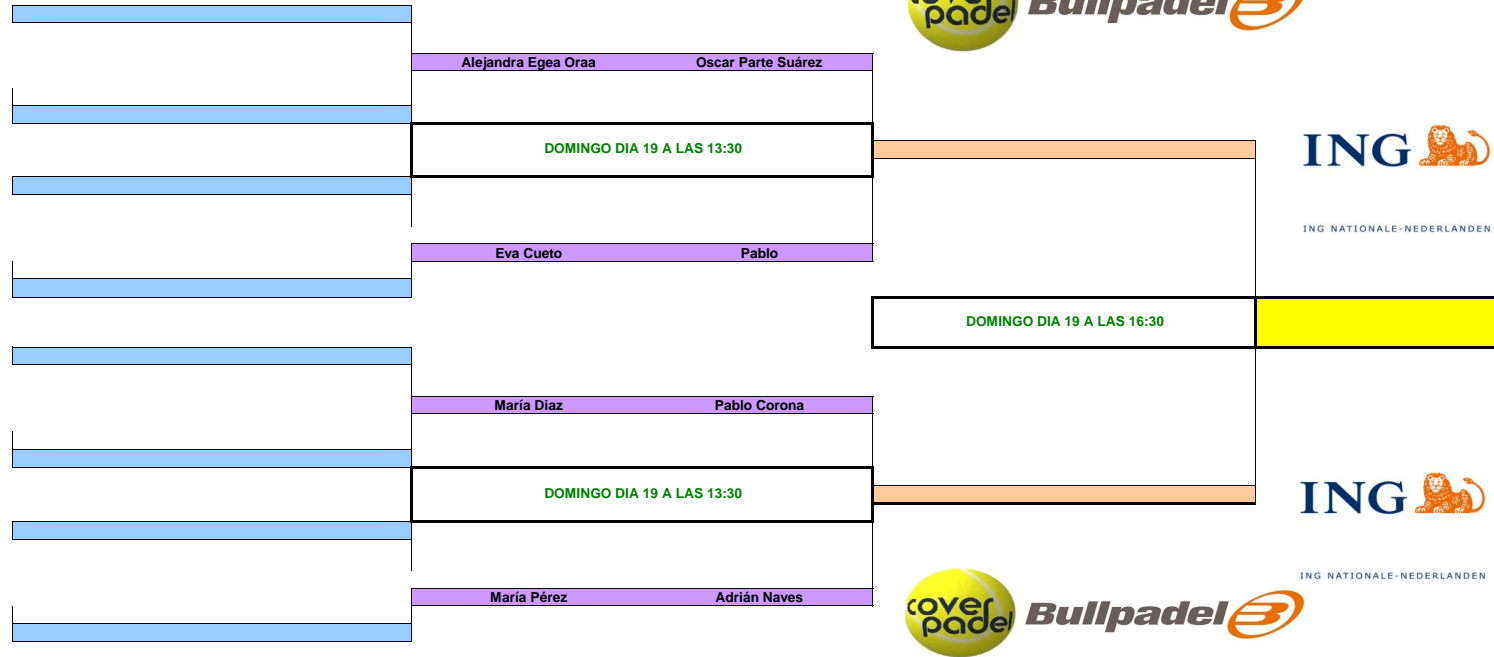 cover padel Bullpadel
Alejandra Egea Oraa Oscar Parte Suárez
DOMINGO DIA 19 A LAS 13:30
ING
ING NATIONALE-NEDERLANDEN
Eva Cueto Pablo
DOMINGO DIA 19 A LAS 16:30
María Diaz Pablo Corona
DOMINGO DIA 19 A LAS 13:30
ING
ING NATIONALE-NEDERLANDEN
María Pérez Adrián Naves
cover
padel
Bullpadel